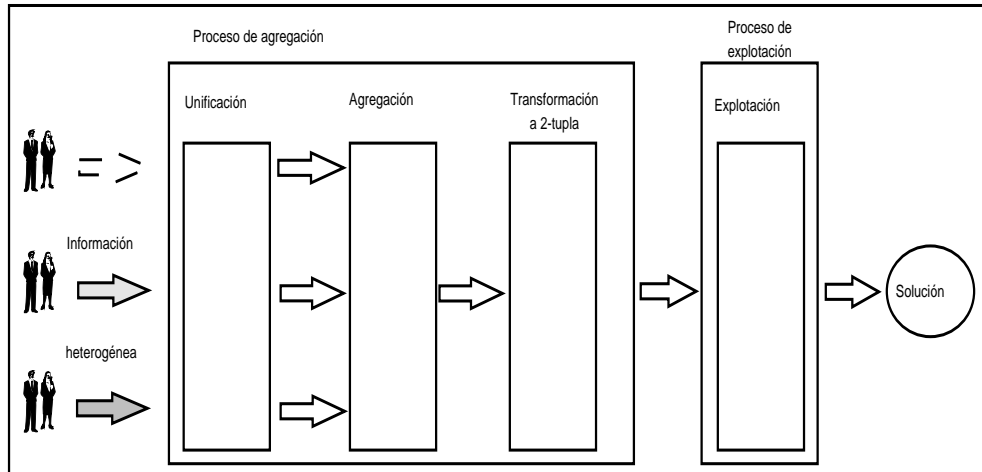 Proceso de agregación
Proceso de
explotación
Unificación
Agregación
Transformación
a 2-tupla
Explotación
Información
heterogénea
Solución